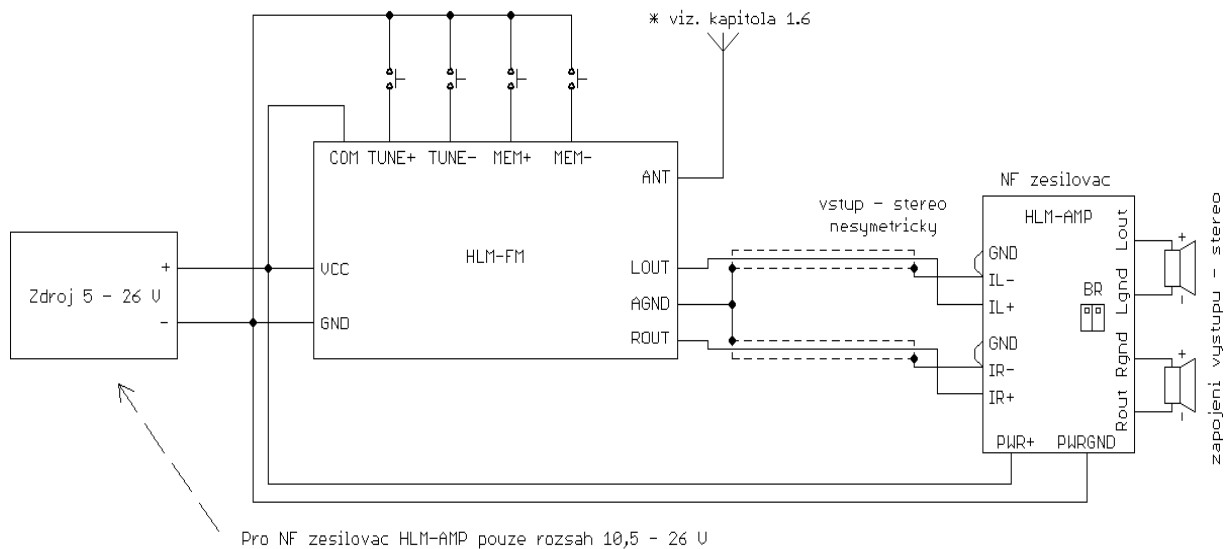 * viz. kapitola 1.6
COM TUNE+ TUNE- MEM+ MEM-
ANT
HLM-FM
VCC
GND
LOUT
AGND
ROUT
+
Zdroj 5 - 26 V
-
vstup - stereo
nesymetricky
NF zesilovac
HLM-AMP
GND
IL-
IL+
GND
IR-
IR+
BR
Lout
Lgnd
Rgnd
Rout
PWR+ PWRGND
+
-
+
-
zapojeni vystupu - stereo
Pro NF zesilovac HLM-AMP pouze rozsah 10,5 - 26 V